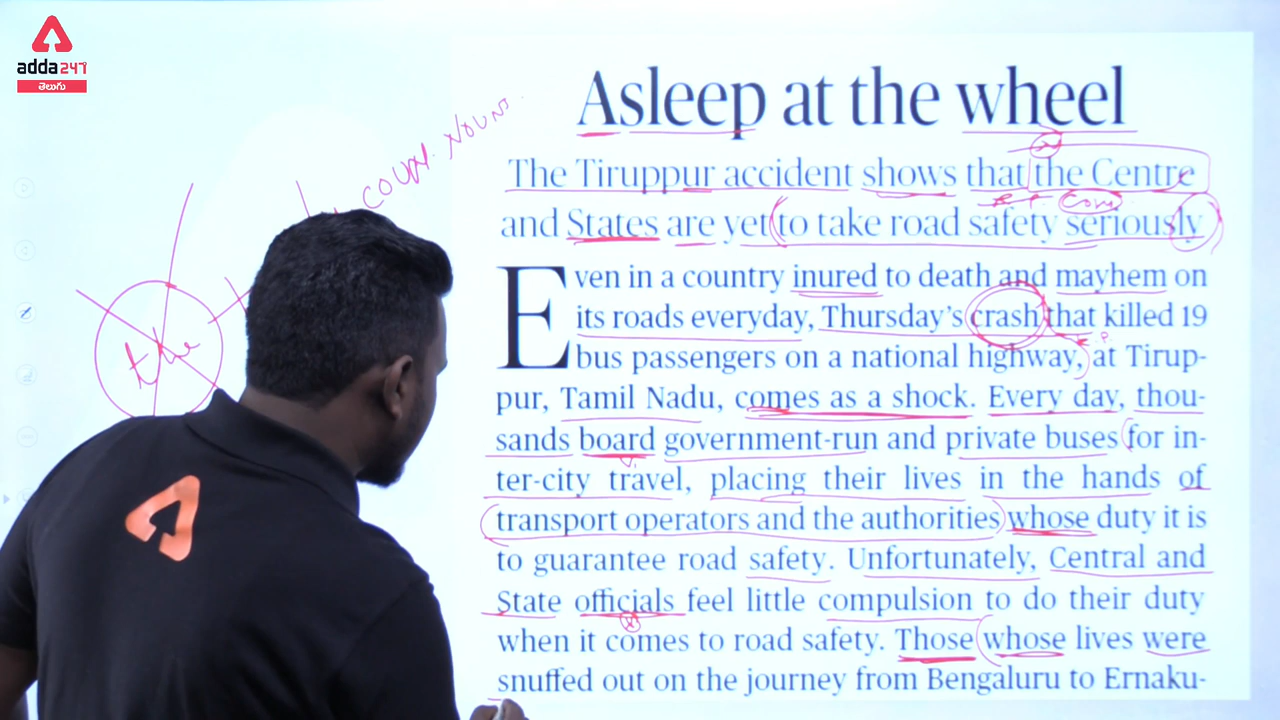 adda247
తెలుగు
Asleep at the wheel
The Tiruppur accident shows that the Centre
and States are yet to take road safety seriously
Even in a country inured to death and mayhem on
its roads everyday, Thursday's crash that killed 19
bus passengers on a national highway, at Tirup-
pur, Tamil Nadu, comes as a shock. Every day, thou-
sands board government-run and private buses for in-
ter-city travel, placing their lives in the hands of
transport operators and the authorities whose duty it is
to guarantee road safety. Unfortunately, Central and
State officials feel little compulsion to do their duty
when it comes to road safety. Those whose lives were
snuffed out on the journey from Bengaluru to Ernaku-
the
Noun